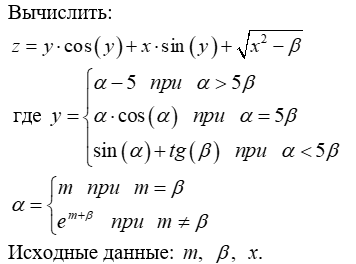 Вычислить:
z = y·cos(y) + x·sin(y) + √(x² − β)
α − 5 при α > 5β
где y = { α·cos(α) при α = 5β
sin(α) + tg(β) при α < 5β
α = { m при m = β
e^(m+β) при m ≠ β
Исходные данные: m, β, x.